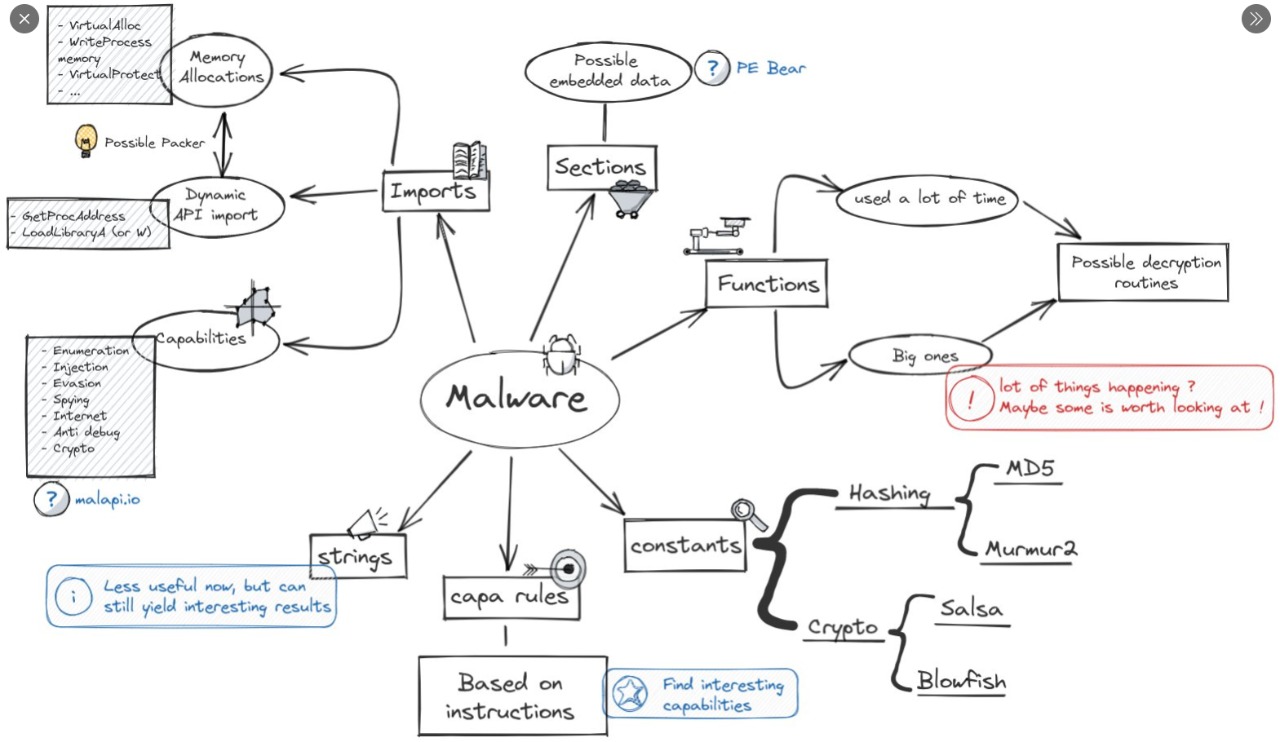 - VirtualAlloc
- WriteProcess
memory
- VirtualProtect
- ...
Memory
Allocations
Possible Packer
Dynamic
API import
- GetProcAddress
- LoadLibraryA (or W)
Imports
Capabilities
- Enumeration
- Injection
- Evasion
- Spying
- Internet
- Anti debug
- Crypto
? malapi.io
Possible
embedded data
? PE Bear
Sections
Functions
used a lot of time
Big ones
Possible decryption
routines
! lot of things happening ?
Maybe some is worth looking at !
Malware
strings
i Less useful now, but can
still yield interesting results
capa rules
Based on
instructions
Find interesting
capabilities
constants
Hashing
MD5
Murmur2
Crypto
Salsa
Blowfish